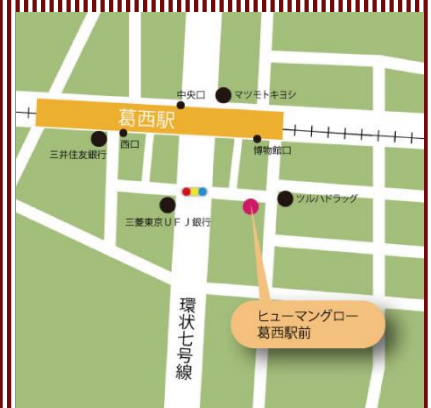 中央口
マツモトキヨシ
葛西駅
三井住友銀行
西口
博物館口
ツルハドラッグ
三菱東京ＵＦＪ銀行
環状七号線
ヒューマングロー
葛西駅前